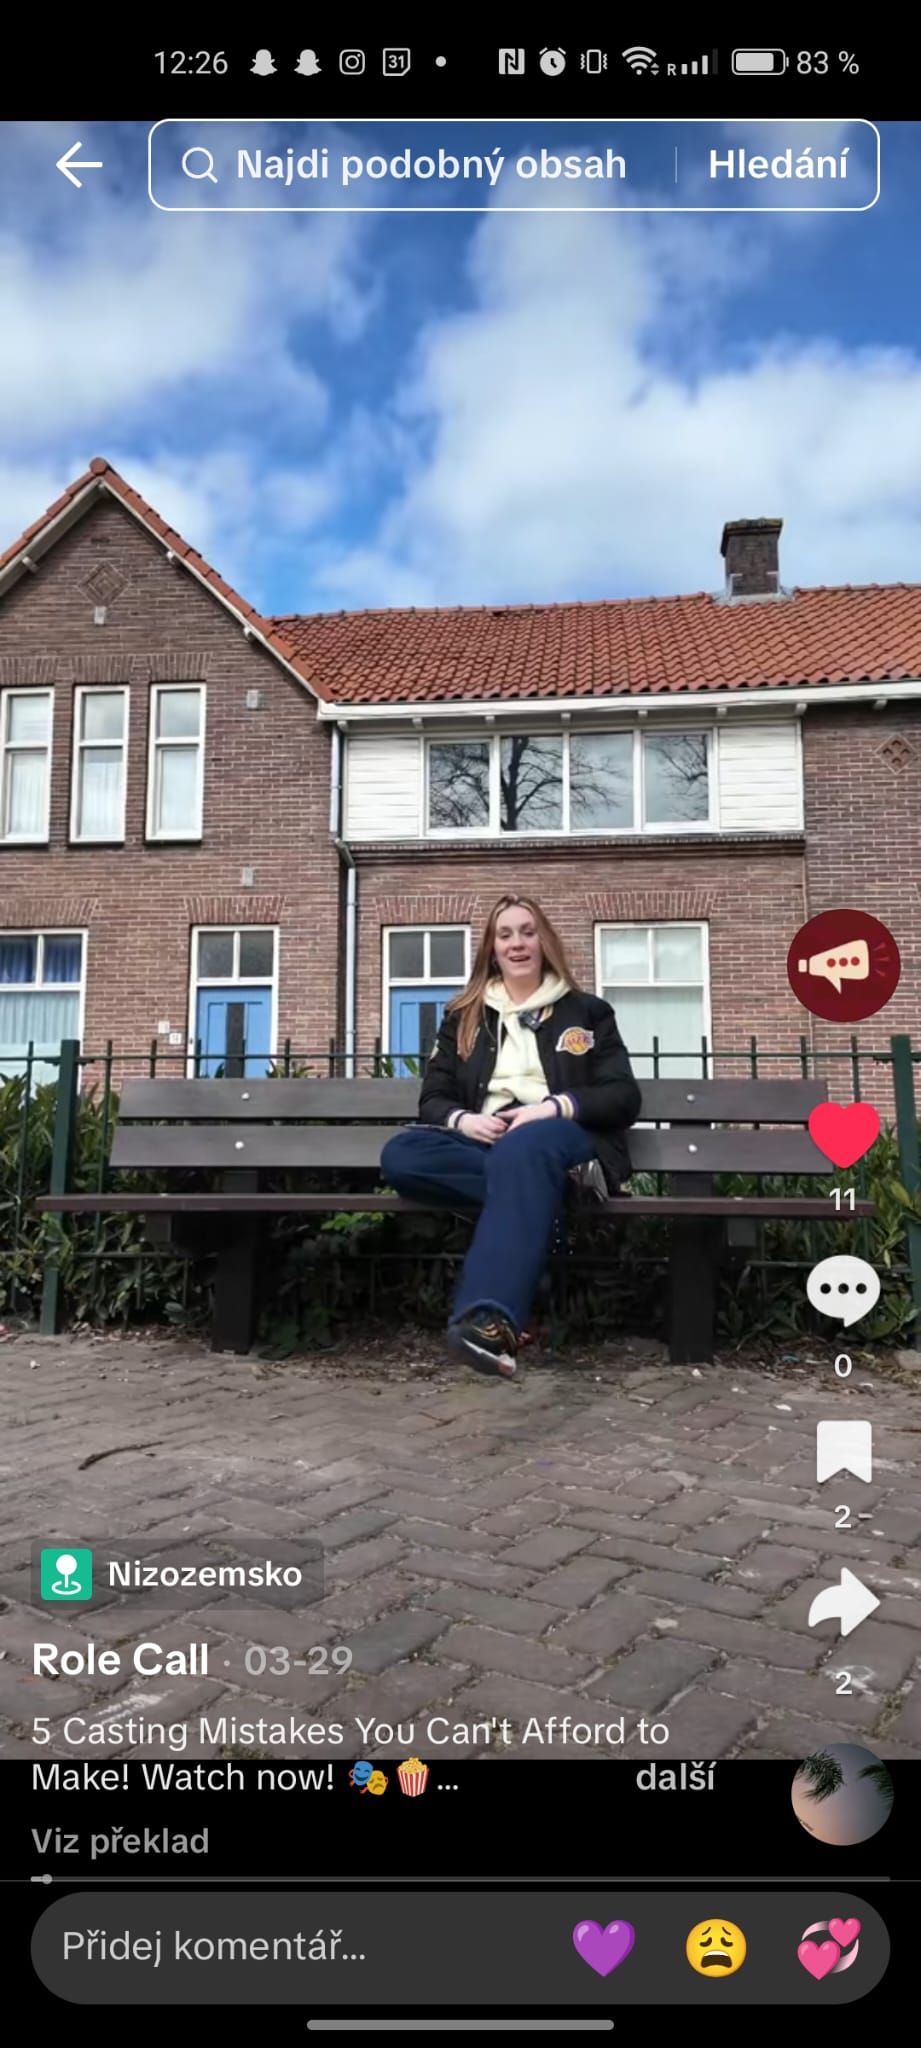 12:26
31
R
83 %
Najdi podobný obsah
Hledání
11
0
2
2
Nizozemsko
Role Call · 03-29
5 Casting Mistakes You Can't Afford to
Make! Watch now! 🎭🍿...
další
Viz překlad
Přidej komentář...